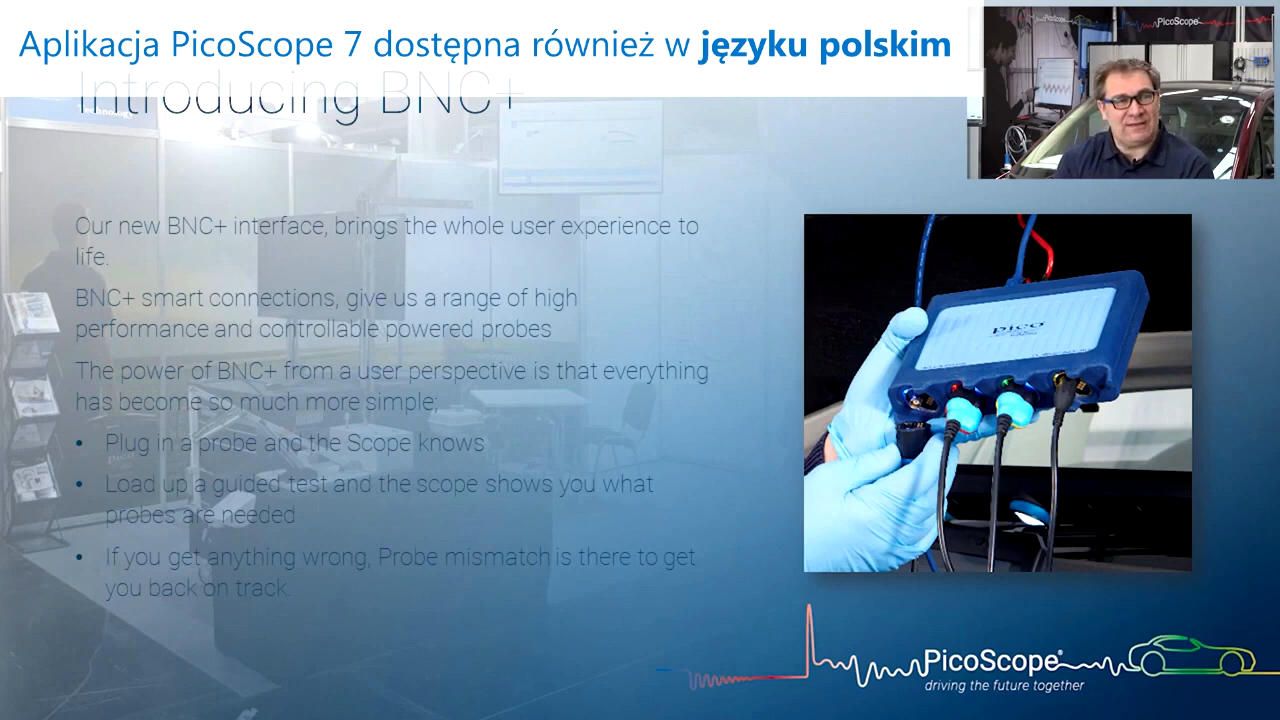 Aplikacja PicoScope 7 dostępna również w języku polskim
Introducing BNC+
Technology
PicoScope
Our new BNC+ interface, brings the whole user experience to
life.
BNC+ smart connections, give us a range of high
performance and controllable powered probes
The power of BNC+ from a user perspective is that everything
has become so much more simple;
• Plug in a probe and the Scope knows
• Load up a guided test and the scope shows you what
probes are needed
• If you get anything wrong, Probe mismatch is there to get
you back on track.
pico
PicoScope®
driving the future together